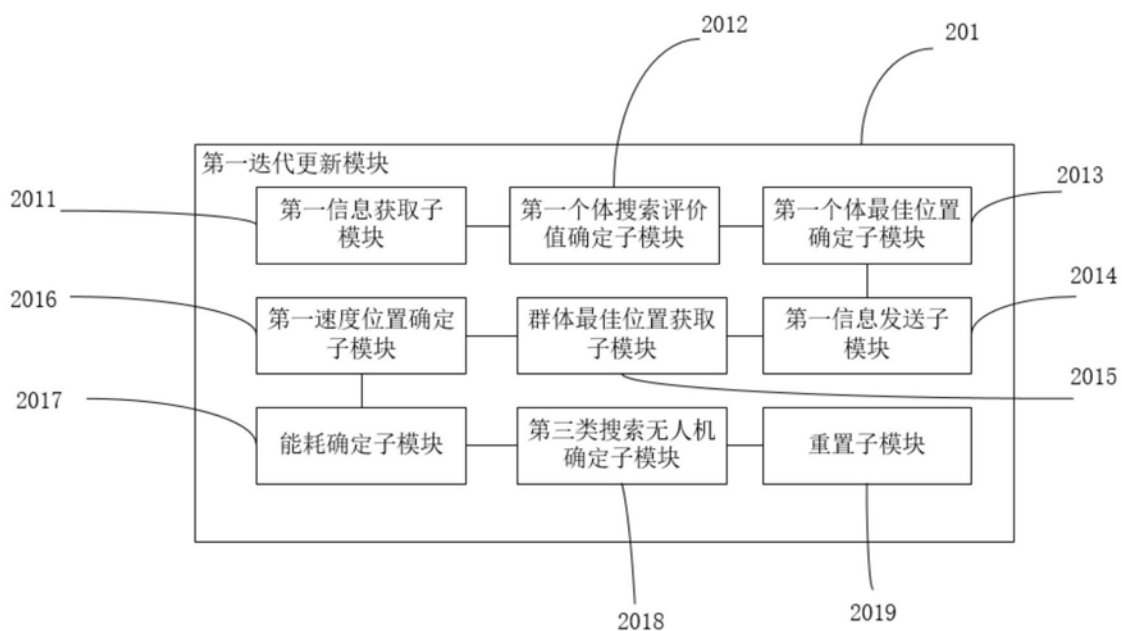 2012
201
第一迭代更新模块
2011
第一信息获取子
模块
第一个体搜索评价
值确定子模块
第一个体最佳位置
确定子模块
2013
2016
第一速度位置确定
子模块
群体最佳位置获取
子模块
第一信息发送子
模块
2014
2015
2017
能耗确定子模块
第三类搜索无人机
确定子模块
重置子模块
2018
2019